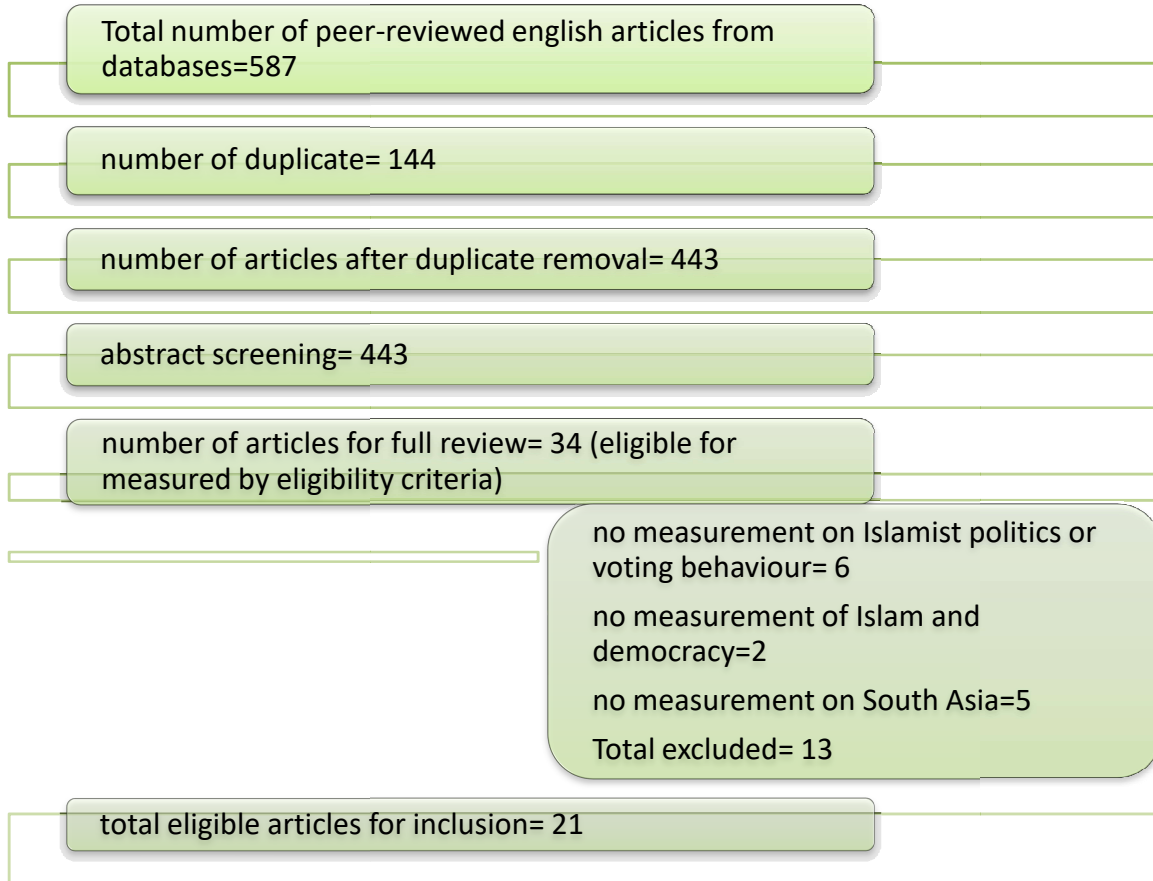 Total number of peer-reviewed english articles from
databases=587
number of duplicate= 144
number of articles after duplicate removal= 443
abstract screening= 443
number of articles for full review= 34 (eligible for
measured by eligibility criteria)
no measurement on Islamist politics or
voting behaviour= 6
no measurement of Islam and
democracy=2
no measurement on South Asia=5
Total excluded= 13
total eligible articles for inclusion= 21